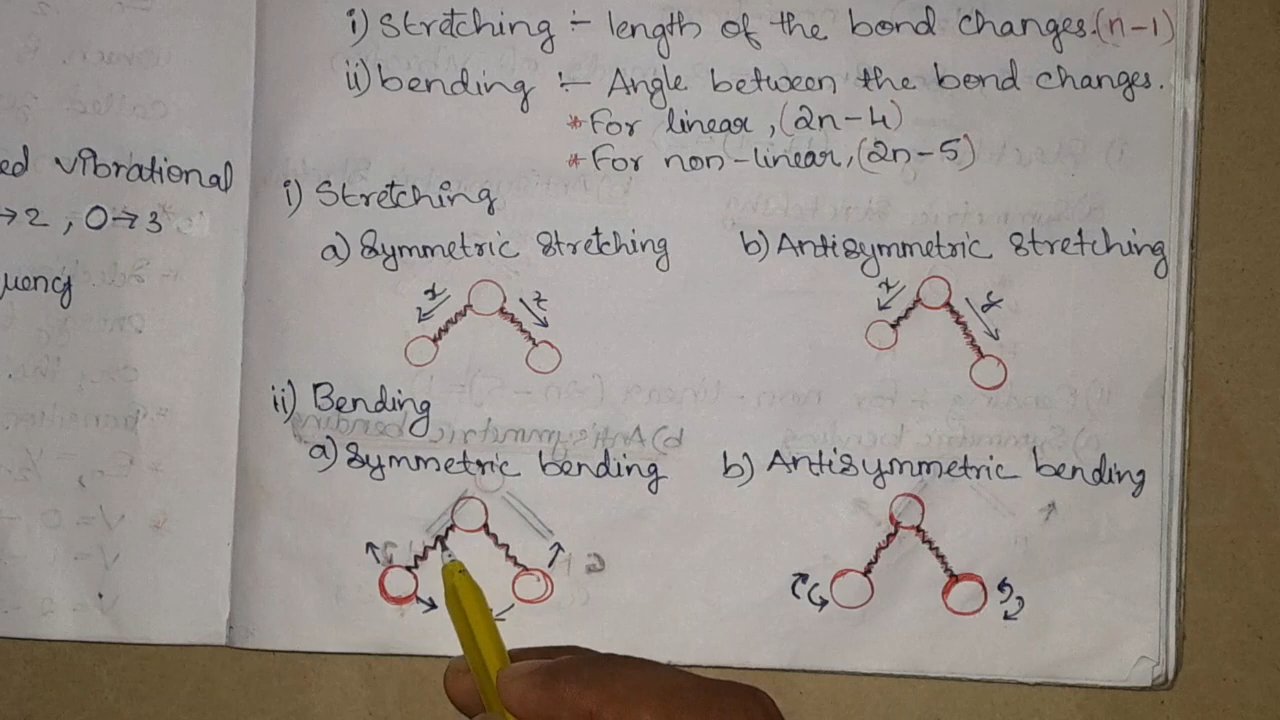 i) Stretching :- length of the bond changes.(n-1)
ii) bending :- Angle between the bond changes.
* For linear, (2n-4)
* For non-linear, (2n-5)
ed vibrational
→2, 0→3
uency
i) Stretching
a) Symmetric Stretching
b) Antisymmetric Stretching
x
x
x
y
ii) Bending
a) Symmetric bending
b) Antisymmetric bending